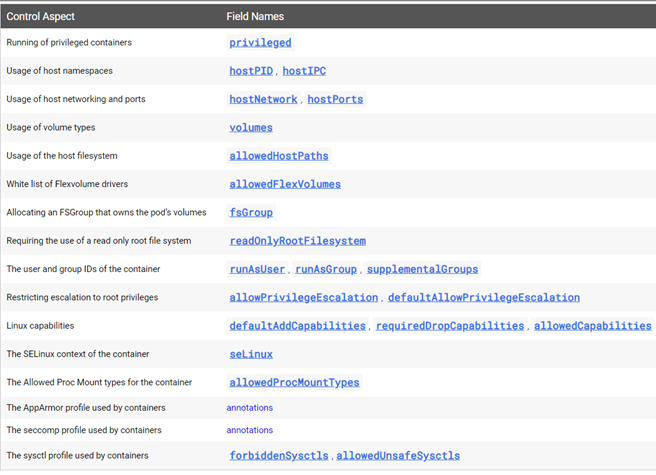 Control Aspect Field Names
Running of privileged containers privileged
Usage of host namespaces hostPID, hostIPC
Usage of host networking and ports hostNetwork, hostPorts
Usage of volume types volumes
Usage of the host filesystem allowedHostPaths
White list of Flexvolume drivers allowedFlexVolumes
Allocating an FSGroup that owns the pod's volumes fsGroup
Requiring the use of a read only root file system readOnlyRootFilesystem
The user and group IDs of the container runAsUser, runAsGroup, supplementalGroups
Restricting escalation to root privileges allowPrivilegeEscalation, defaultAllowPrivilegeEscalation
Linux capabilities defaultAddCapabilities, requiredDropCapabilities, allowedCapabilities
The SELinux context of the container seLinux
The Allowed Proc Mount types for the container allowedProcMountTypes
The AppArmor profile used by containers annotations
The seccomp profile used by containers annotations
The sysctl profile used by containers forbiddenSysctls, allowedUnsafeSysctls